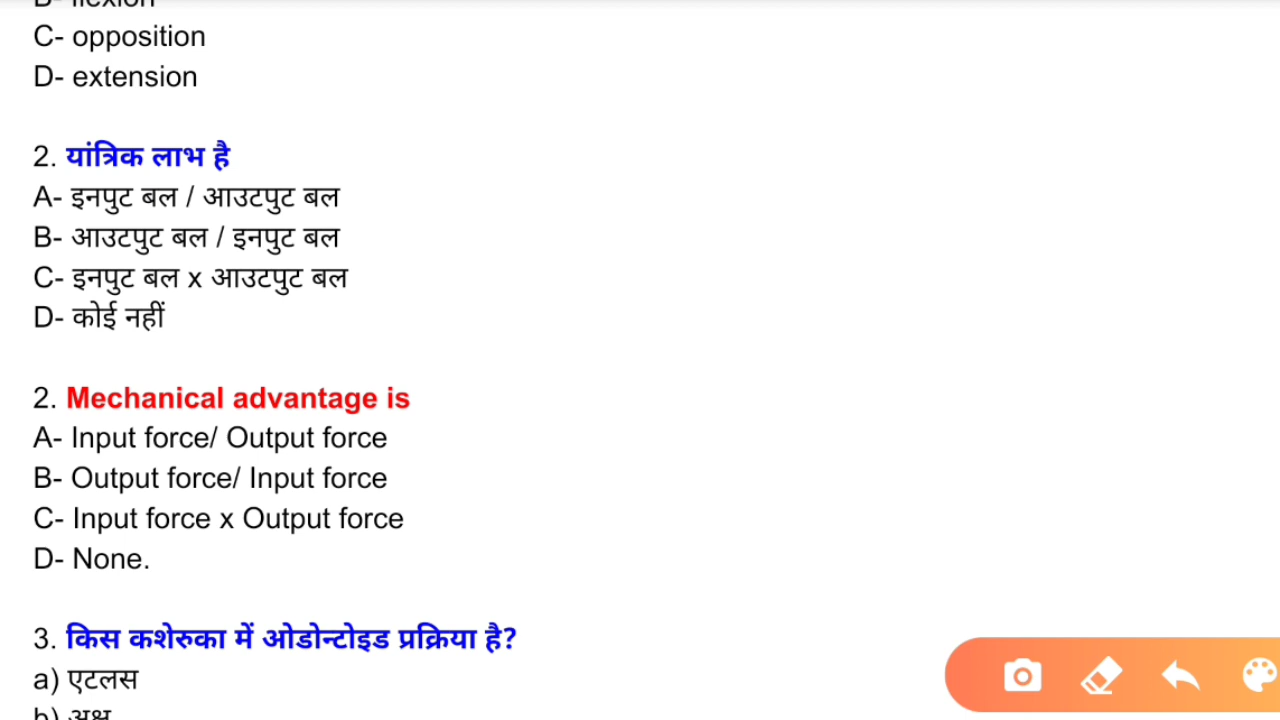 C- opposition
D- extension
2. यांत्रिक लाभ है
A- इनपुट बल / आउटपुट बल
B- आउटपुट बल / इनपुट बल
C- इनपुट बल x आउटपुट बल
D- कोई नहीं
2. Mechanical advantage is
A- Input force/ Output force
B- Output force/ Input force
C- Input force x Output force
D- None.
3. किस कशेरुका में ओडोन्टोइड प्रक्रिया है?
a) एटलस